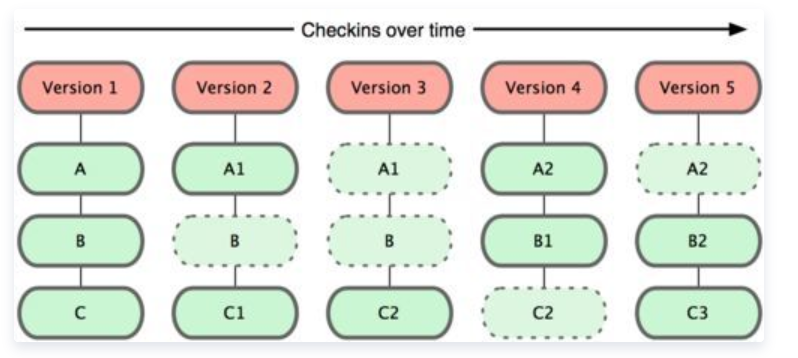 Checkins over time
Version 1 Version 2 Version 3 Version 4 Version 5
A A1 A1 A2 A2
B B B B1 B2
C C1 C2 C2 C3